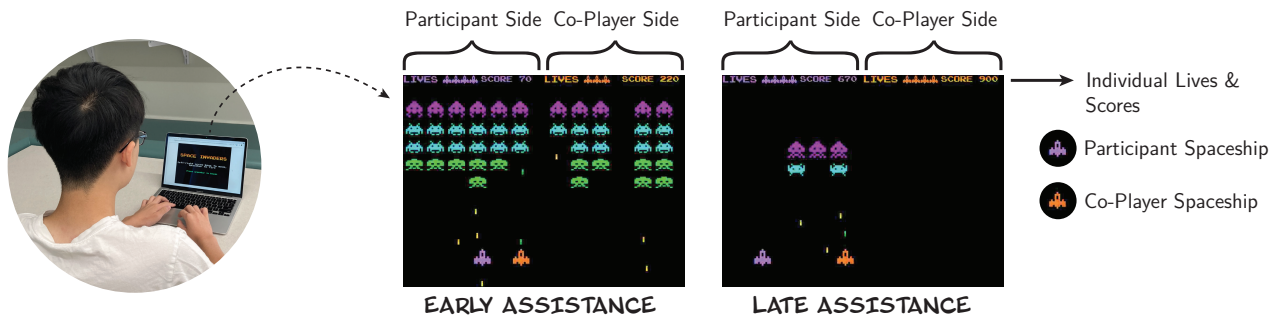 Participant Side Co-Player Side
LIVES SCORE 70 LIVES SCORE 220
EARLY ASSISTANCE
Participant Side Co-Player Side
LIVES SCORE 670 LIVES SCORE 900
LATE ASSISTANCE
Individual Lives &
Scores
Participant Spaceship
Co-Player Spaceship
SPACE INVADERS